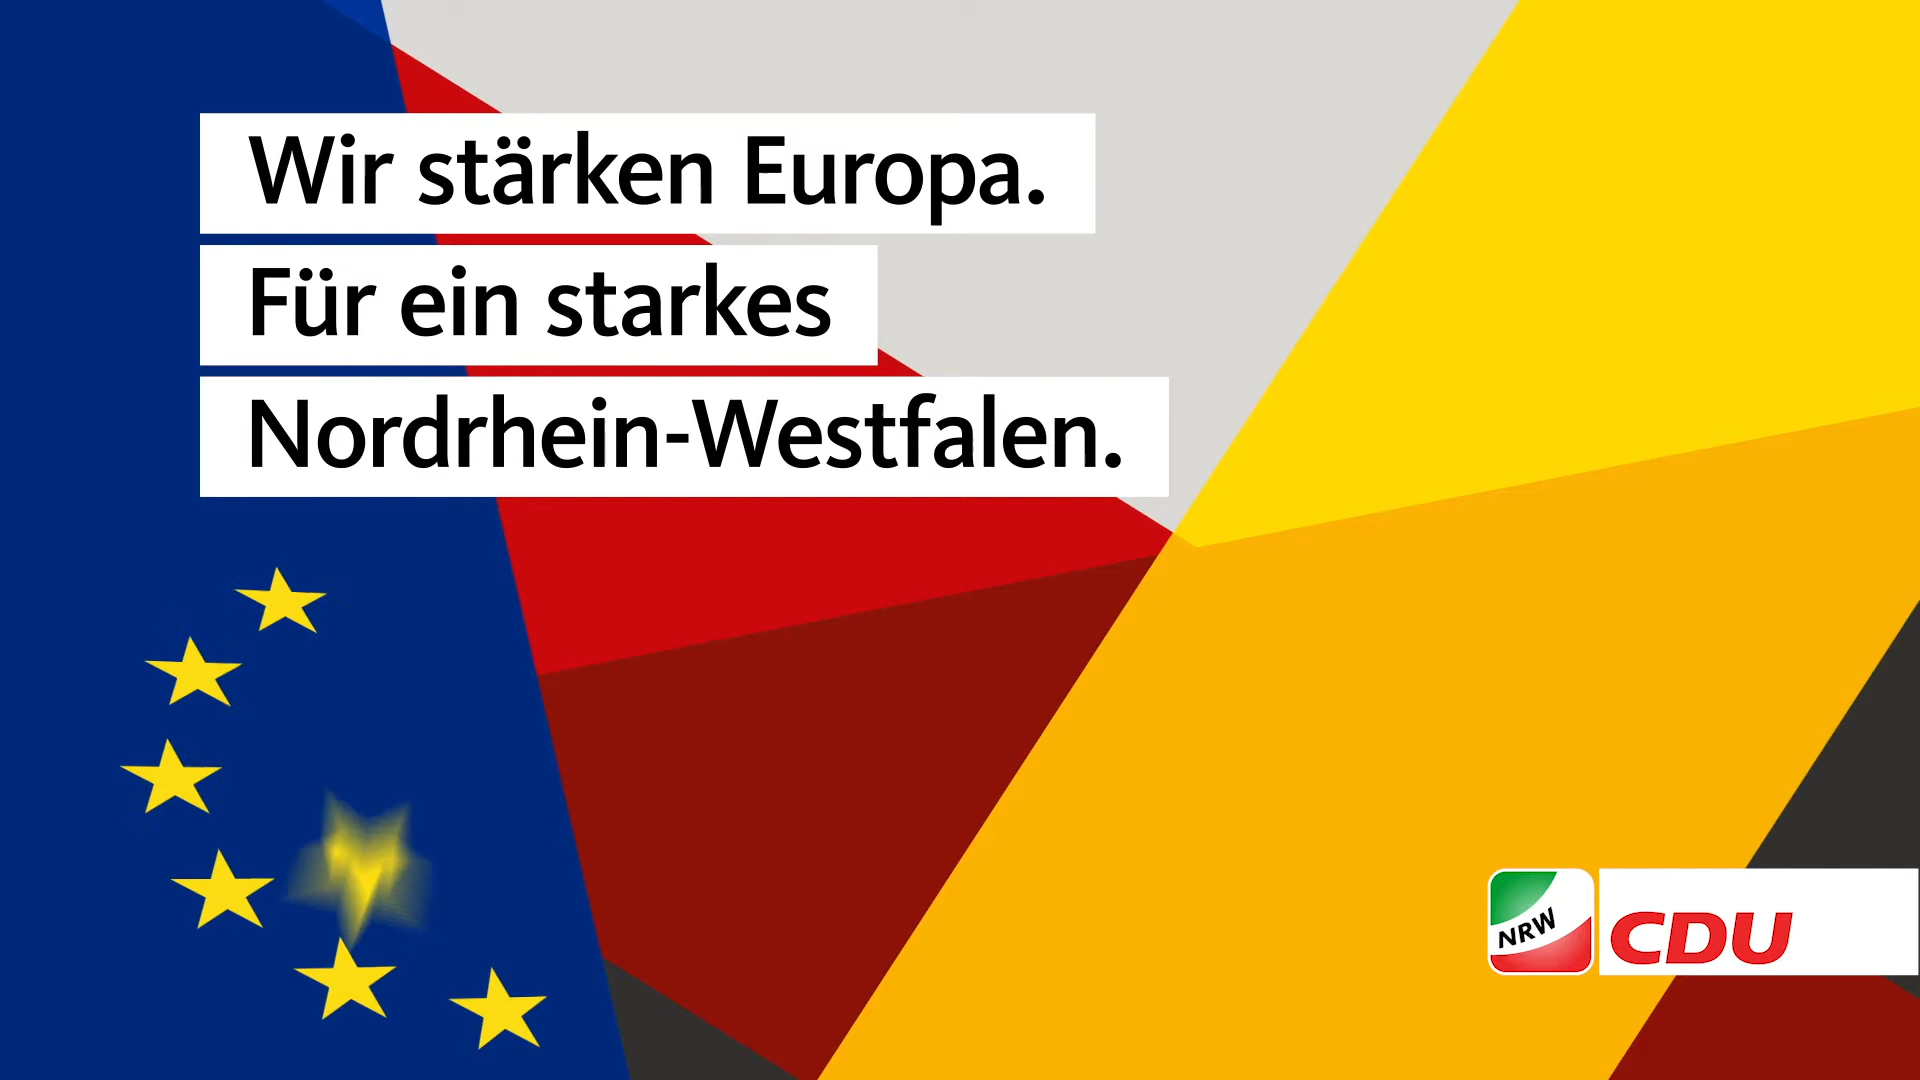 Wir stärken Europa.
Für ein starkes
Nordrhein-Westfalen.
NRW
CDU